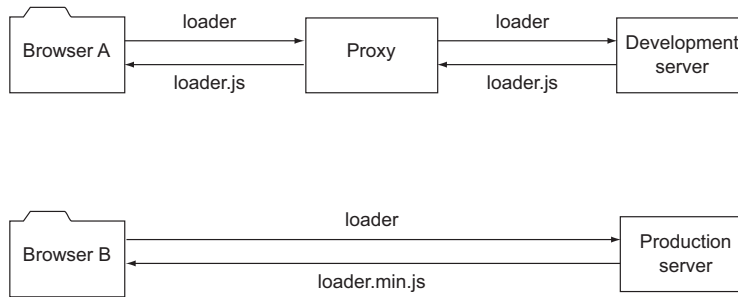 loader
loader
Browser A
Proxy
Development
server
loader.js
loader.js
loader
Browser B
Production
server
loader.min.js